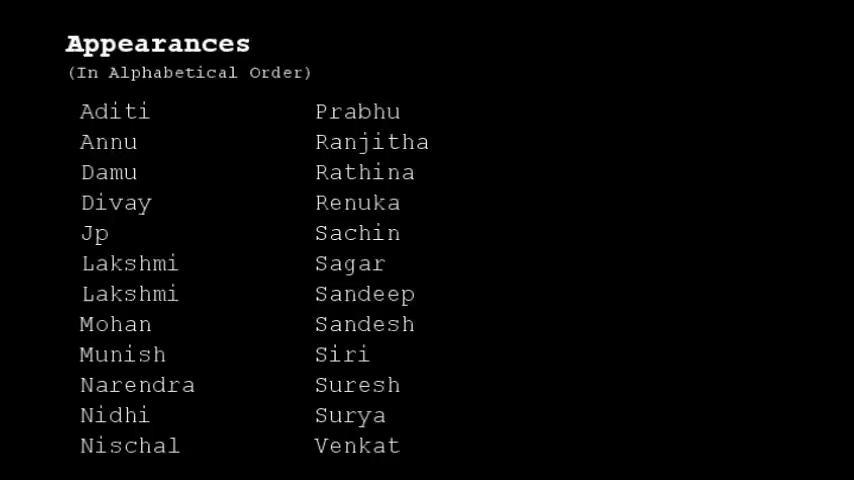 Appearances
(In Alphabetical Order)
Aditi
Annu
Damu
Divay
Jp
Lakshmi
Lakshmi
Mohan
Munish
Narendra
Nidhi
Nischal
Prabhu
Ranjitha
Rathina
Renuka
Sachin
Sagar
Sandeep
Sandesh
Siri
Suresh
Surya
Venkat